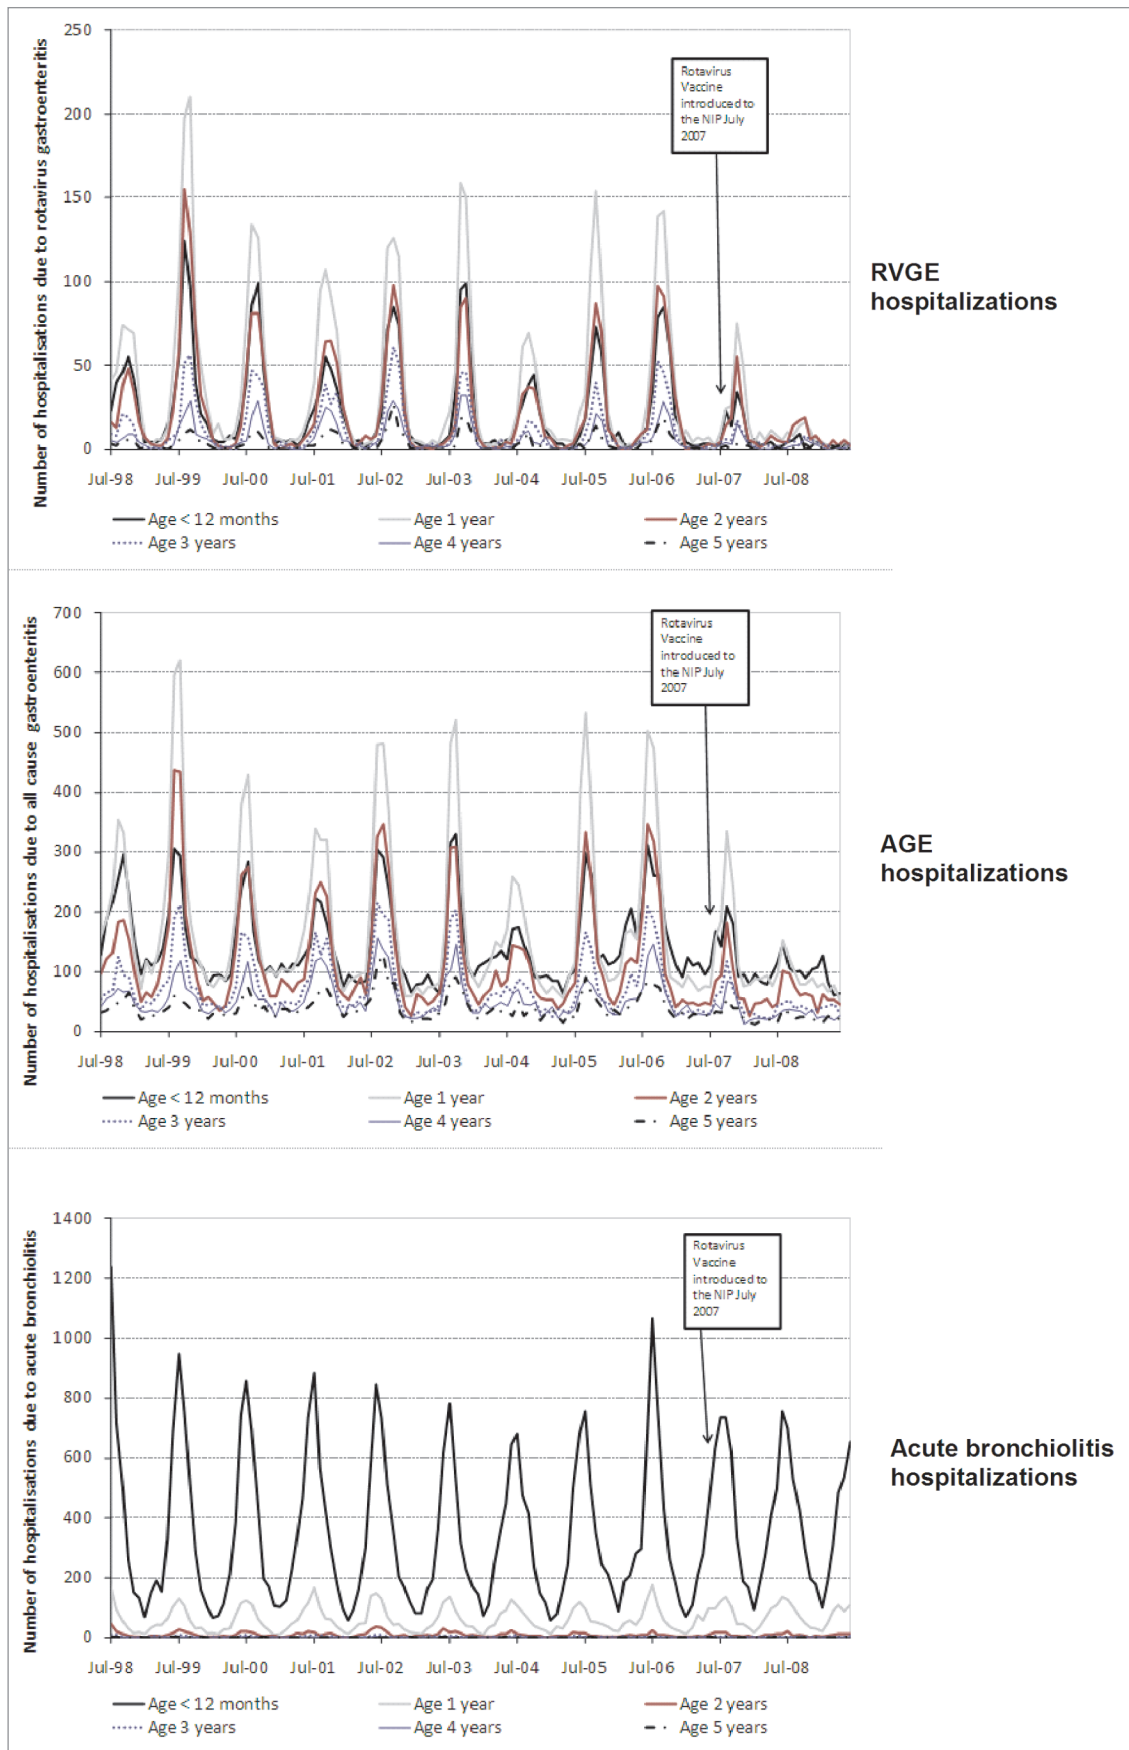 Number of hospitalisations due to rotavirus gastroenteritis
250
200
150
100
50
0
Rotavirus
Vaccine
introduced to
the NIP July
2007
Jul-98 Jul-99 Jul-00 Jul-01 Jul-02 Jul-03 Jul-04 Jul-05 Jul-06 Jul-07 Jul-08
Age < 12 months Age 1 year Age 2 years
Age 3 years Age 4 years Age 5 years
RVGE
hospitalizations
Number of hospitalisations due to all cause gastroenteritis
700
600
500
400
300
200
100
0
Rotavirus
Vaccine
introduced to
the NIP July
2007
Jul-98 Jul-99 Jul-00 Jul-01 Jul-02 Jul-03 Jul-04 Jul-05 Jul-06 Jul-07 Jul-08
Age < 12 months Age 1 year Age 2 years
Age 3 years Age 4 years Age 5 years
AGE
hospitalizations
Number of hospitalisations due to acute bronchiolitis
1400
1200
1000
800
600
400
200
0
Rotavirus
Vaccine
introduced to
the NIP July
2007
Jul-98 Jul-99 Jul-00 Jul-01 Jul-02 Jul-03 Jul-04 Jul-05 Jul-06 Jul-07 Jul-08
Age < 12 months Age 1 year Age 2 years
Age 3 years Age 4 years Age 5 years
Acute bronchiolitis
hospitalizations